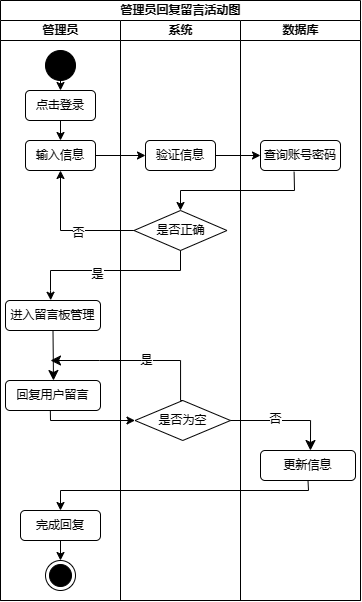 管理员回复留言活动图
管理员
系统
数据库
点击登录
输入信息
验证信息
查询账号密码
否
是否正确
是
进入留言板管理
是
回复用户留言
是否为空
否
更新信息
完成回复